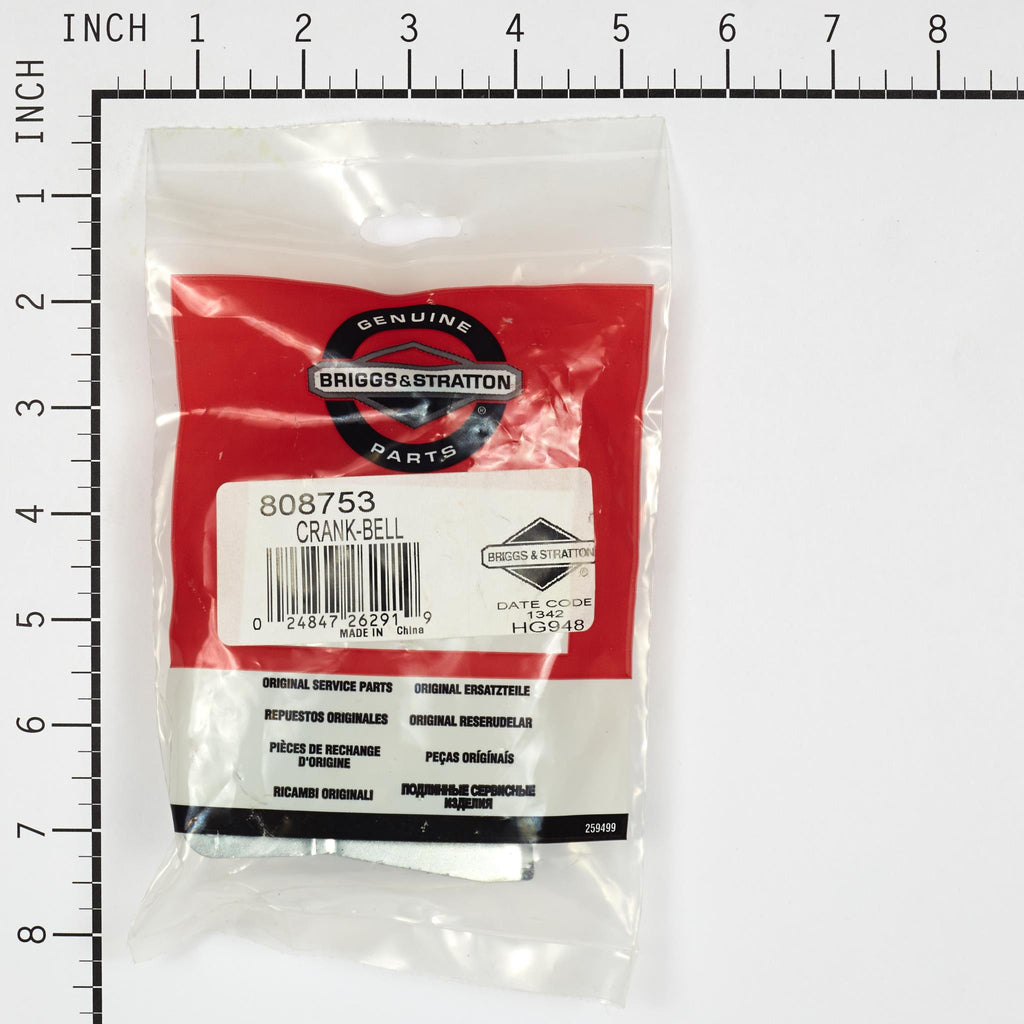 INCH 1 2 3 4 5 6 7 8
INCH
1
2
3
4
5
6
7
8
GENUINE
BRIGGS&STRATTON
®
PARTS
808753
CRANK-BELL
BRIGGS & STRATTON
®
0 24847 26291 9
MADE IN China
DATE CODE
1342
HG948
ORIGINAL SERVICE PARTS ORIGINAL ERSATZTEILE
REPUESTOS ORIGINALES ORIGINAL RESERUDELAR
PIÈCES DE RECHANGE
D'ORIGINE
PEÇAS ORÍGÍNAÍS
RICAMBI ORIGINALI
ПОДЛИННЫЕ СЕРВИСНЫЕ
ИЗДЕЛИЯ
259499